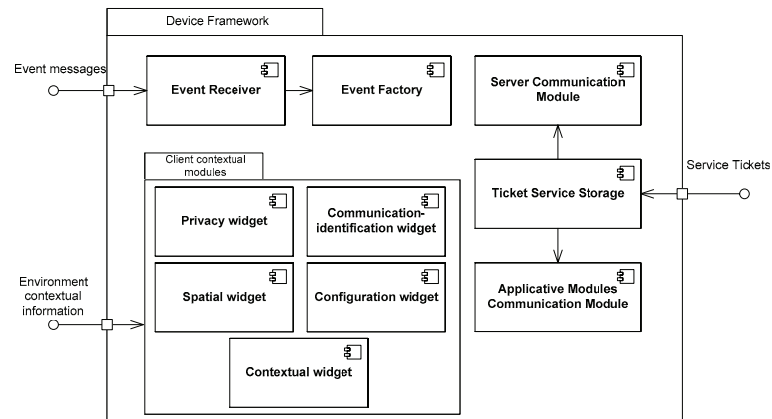 Device Framework
Event messages
Event Receiver
Event Factory
Server Communication
Module
Client contextual
modules
Service Tickets
Ticket Service Storage
Privacy widget
Communication-
identification widget
Environment
contextual
information
Spatial widget
Configuration widget
Applicative Modules
Communication Module
Contextual widget